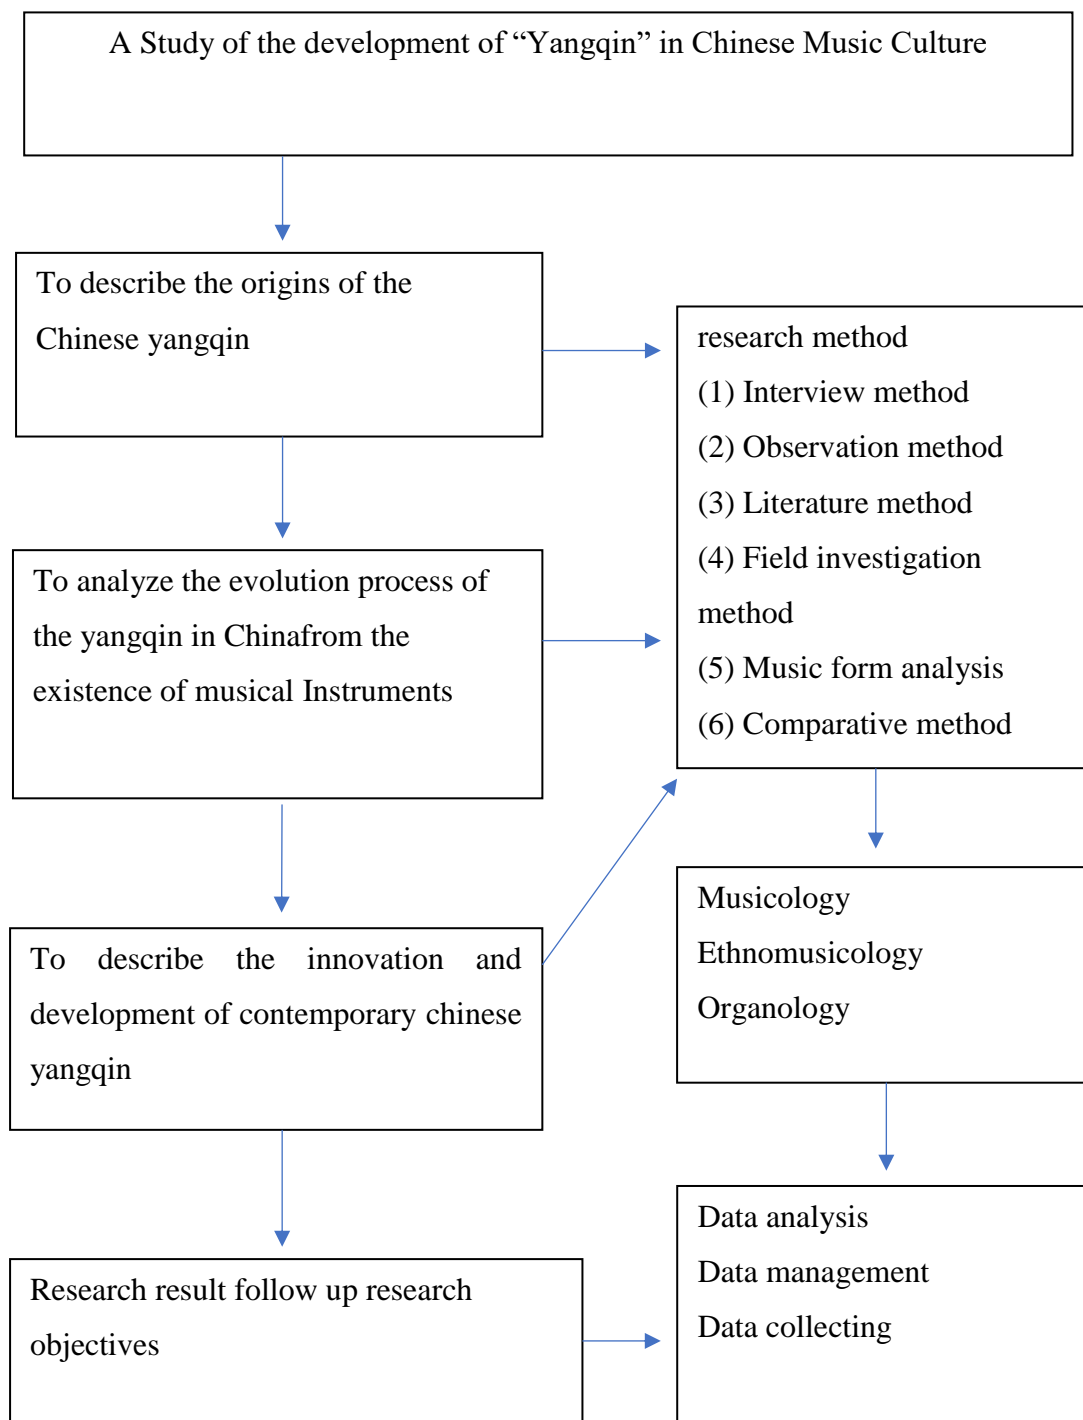 A Study of the development of “Yangqin” in Chinese Music Culture
To describe the origins of the
Chinese yangqin
To analyze the evolution process of
the yangqin in Chinafrom the
existence of musical Instruments
To describe the innovation and
development of contemporary chinese
yangqin
Research result follow up research
objectives
research method
(1) Interview method
(2) Observation method
(3) Literature method
(4) Field investigation
method
(5) Music form analysis
(6) Comparative method
Musicology
Ethnomusicology
Organology
Data analysis
Data management
Data collecting